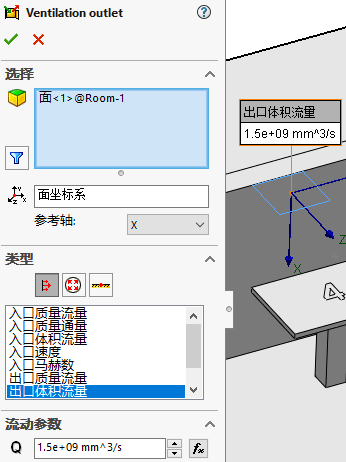 Ventilation outlet
选择
面<1>@Room-1
面坐标系
参考轴:
X
类型
入口质量流量
入口质量通量
入口体积流量
入口速度
入口马赫数
出口质量流量
出口体积流量
流动参数
Q 1.5e+09 mm^3/s
fx
出口体积流量
1.5e+09 mm^3/s
Z
X